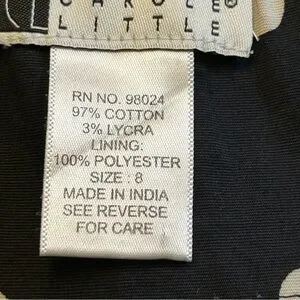 CAROLE
LITTLE®
RN NO. 98024
97% COTTON
3% LYCRA
LINING:
100% POLYESTER
SIZE : 8
MADE IN INDIA
SEE REVERSE
FOR CARE